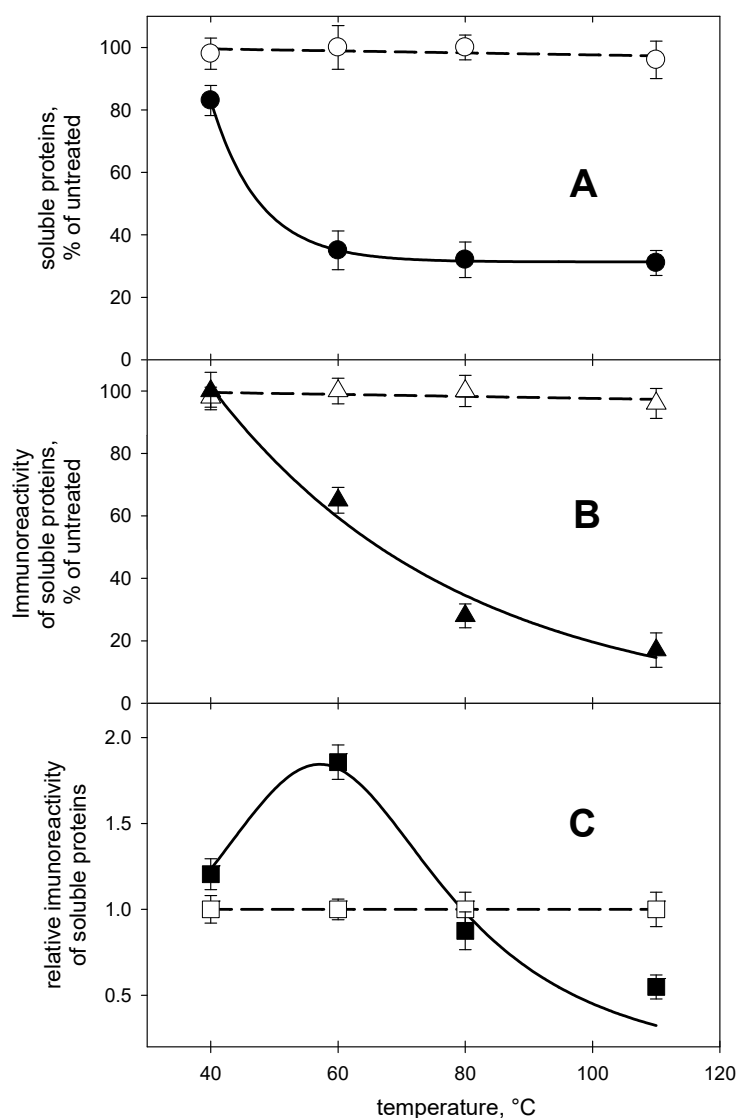 soluble proteins,
% of untreated
100
80
60
40
20
0
A
Immunoreactivity
of soluble proteins,
% of untreated
100
80
60
40
20
0
B
relative imunoreactivity
of soluble proteins
2.0
1.5
1.0
0.5
C
40 60 80 100 120
temperature, °C